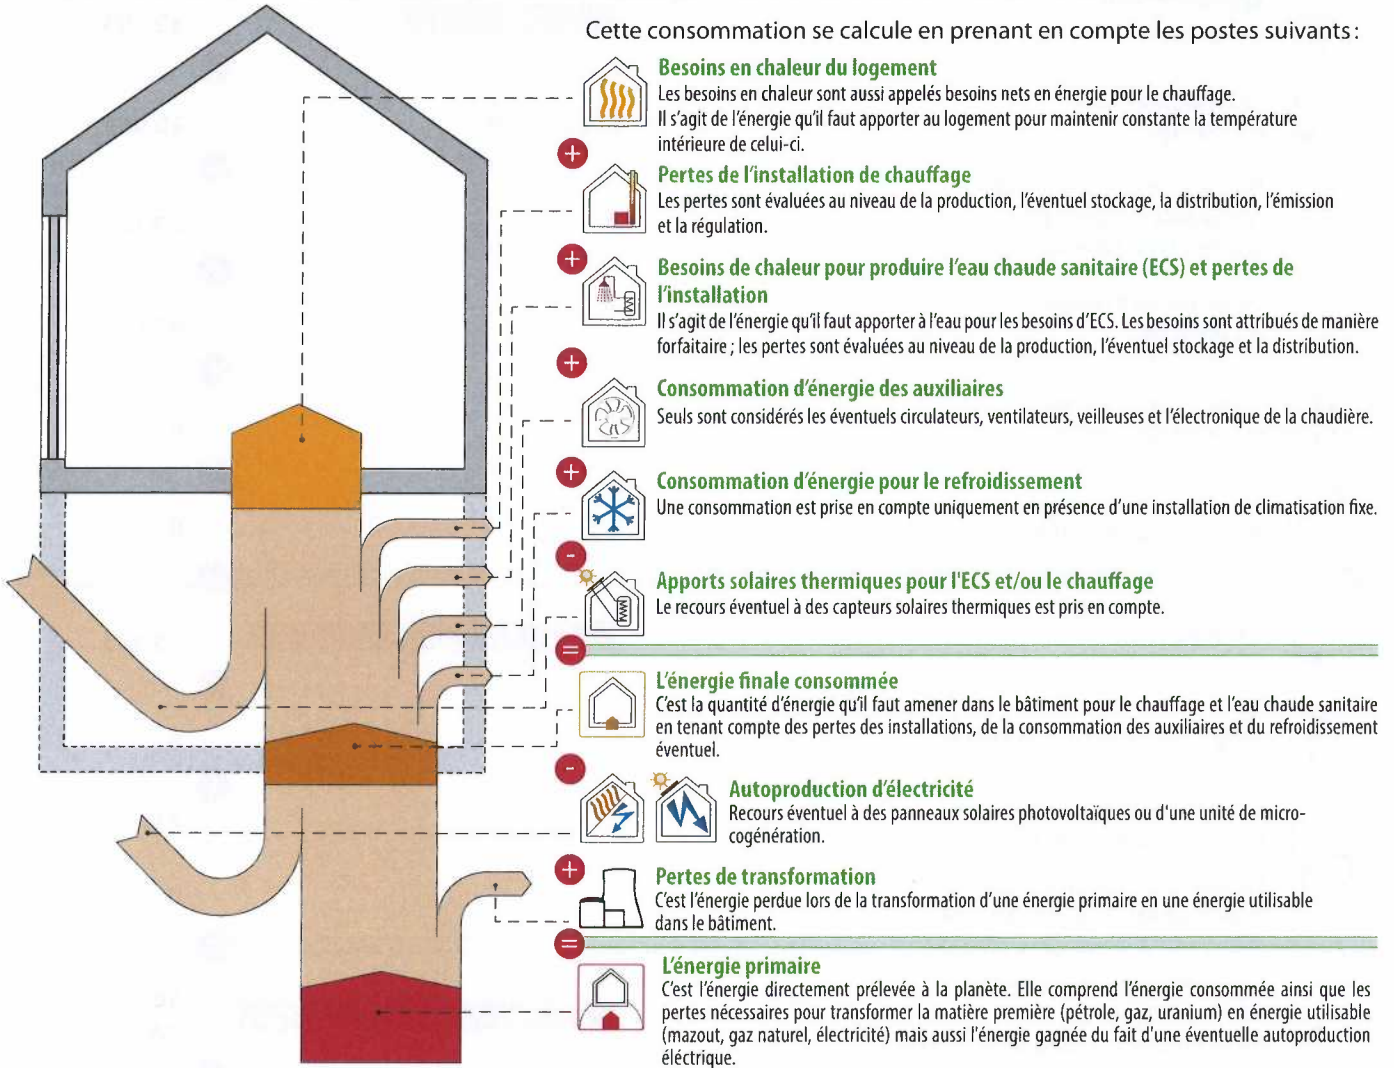 Cette consommation se calcule en prenant en compte les postes suivants :
Besoins en chaleur du logement
Les besoins en chaleur sont aussi appelés besoins nets en énergie pour le chauffage.
Il s'agit de l'énergie qu'il faut apporter au logement pour maintenir constante la température
intérieure de celui-ci.
+
Pertes de l'installation de chauffage
Les pertes sont évaluées au niveau de la production, l'éventuel stockage, la distribution, l'émission
et la régulation.
+
Besoins de chaleur pour produire l'eau chaude sanitaire (ECS) et pertes de
l'installation
Il s'agit de l'énergie qu'il faut apporter à l'eau pour les besoins d'ECS. Les besoins sont attribués de manière
forfaitaire ; les pertes sont évaluées au niveau de la production, l'éventuel stockage et la distribution.
+
Consommation d'énergie des auxiliaires
Seuls sont considérés les éventuels circulateurs, ventilateurs, veilleuses et l'électronique de la chaudière.
+
Consommation d'énergie pour le refroidissement
Une consommation est prise en compte uniquement en présence d'une installation de climatisation fixe.
-
Apports solaires thermiques pour l'ECS et/ou le chauffage
Le recours éventuel à des capteurs solaires thermiques est pris en compte.
=
L'énergie finale consommée
C'est la quantité d'énergie qu'il faut amener dans le bâtiment pour le chauffage et l'eau chaude sanitaire
en tenant compte des pertes des installations, de la consommation des auxiliaires et du refroidissement
éventuel.
-
Autoproduction d'électricité
Recours éventuel à des panneaux solaires photovoltaïques ou d'une unité de micro-
cogénération.
+
Pertes de transformation
C'est l'énergie perdue lors de la transformation d'une énergie primaire en une énergie utilisable
dans le bâtiment.
=
L'énergie primaire
C'est l'énergie directement prélevée à la planète. Elle comprend l'énergie consommée ainsi que les
pertes nécessaires pour transformer la matière première (pétrole, gaz, uranium) en énergie utilisable
(mazout, gaz naturel, électricité) mais aussi l'énergie gagnée du fait d'une éventuelle autoproduction
éléctrique.